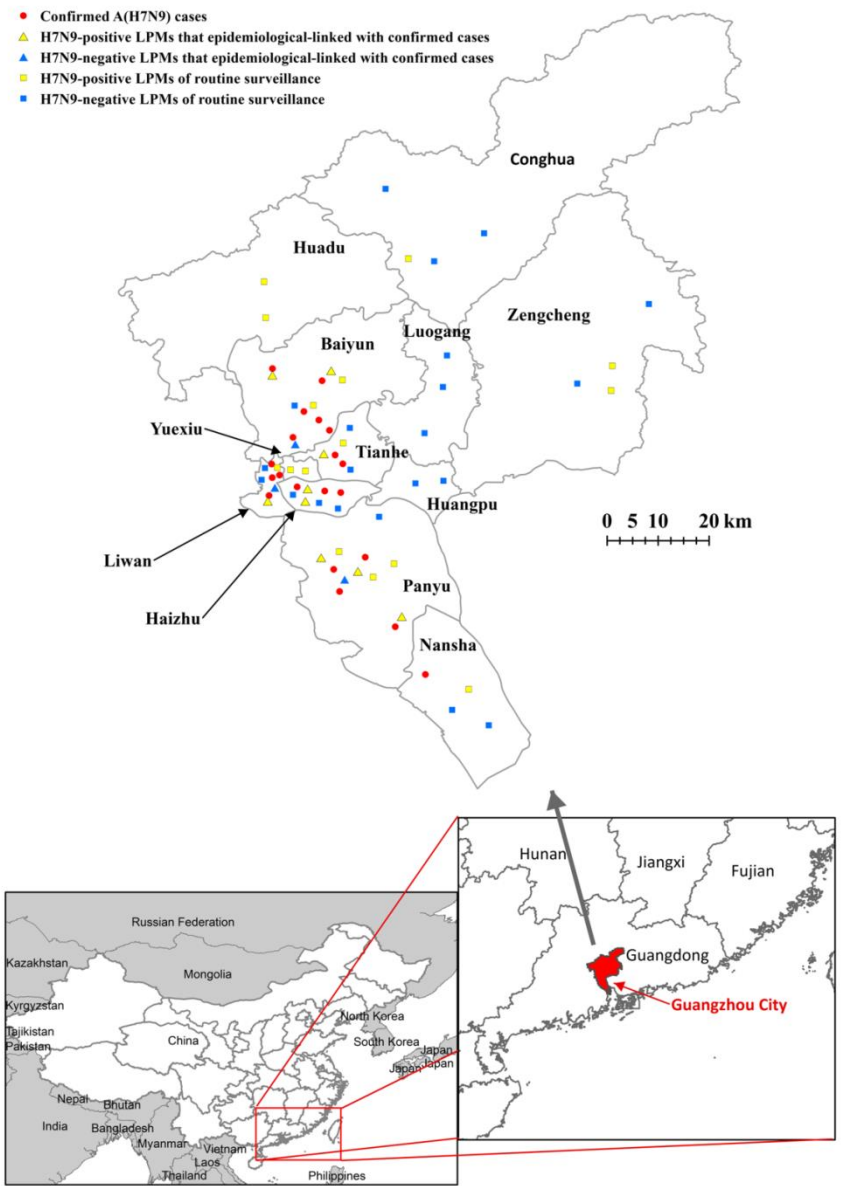 Confirmed A(H7N9) cases
H7N9-positive LPMs that epidemiological-linked with confirmed cases
H7N9-negative LPMs that epidemiological-linked with confirmed cases
H7N9-positive LPMs of routine surveillance
H7N9-negative LPMs of routine surveillance
Conghua
Huadu
Zengcheng
Luogang
Baiyun
Yuexiu
Tianhe
Huangpu
0 5 10 20 km
Liwan
Panyu
Haizhu
Nansha
Hunan
Jiangxi
Fujian
Guangdong
Guangzhou City
Russian Federation
Kazakhstan
Mongolia
Kyrgyzstan
North Korea
Tajikistan
China
South Korea
Pakistan
Japan
Japan
Japan
Nepal
Bhutan
India
Bangladesh
Myanmar
Vietnam
Laos
Thailand
Philippines